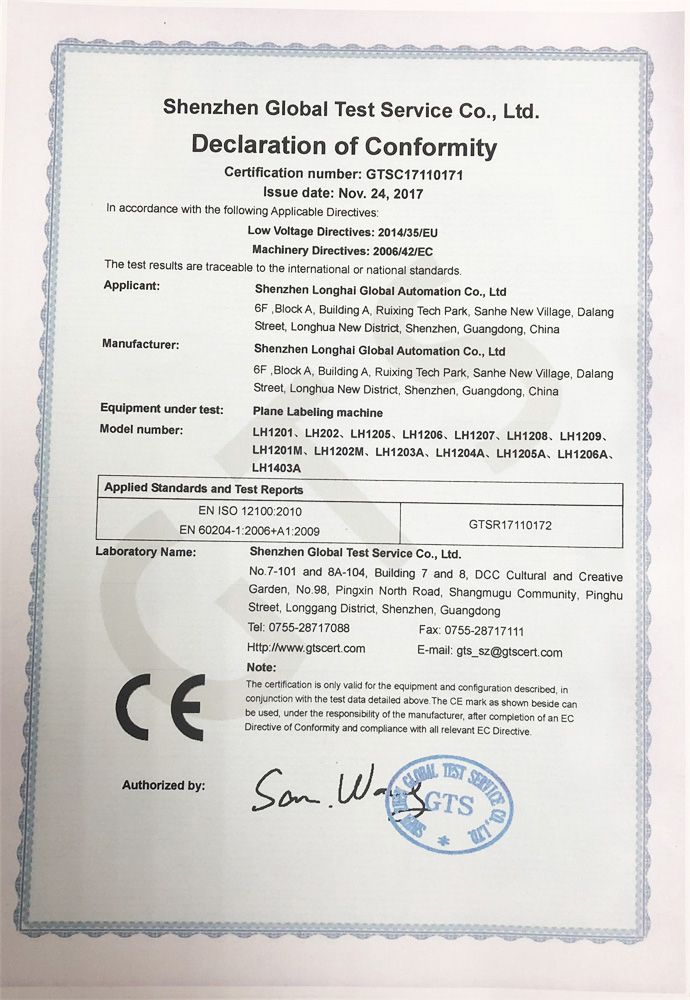 Shenzhen Global Test Service Co., Ltd.
Declaration of Conformity
Certification number: GTSC17110171
Issue date: Nov. 24, 2017
In accordance with the following Applicable Directives:
Low Voltage Directives: 2014/35/EU
Machinery Directives: 2006/42/EC
The test results are traceable to the international or national standards.
Applicant: Shenzhen Longhai Global Automation Co., Ltd
6F ,Block A, Building A, Ruixing Tech Park, Sanhe New Village, Dalang
Street, Longhua New District, Shenzhen, Guangdong, China
Manufacturer: Shenzhen Longhai Global Automation Co., Ltd
6F ,Block A, Building A, Ruixing Tech Park, Sanhe New Village, Dalang
Street, Longhua New District, Shenzhen, Guangdong, China
Equipment under test: Plane Labeling machine
Model number: LH1201、LH202、LH1205、LH1206、LH1207、LH1208、LH1209、
LH1201M、LH1202M、LH1203A、LH1204A、LH1205A、LH1206A、
LH1403A
Applied Standards and Test Reports
EN ISO 12100:2010
EN 60204-1:2006+A1:2009
GTSR17110172
Laboratory Name: Shenzhen Global Test Service Co., Ltd.
No.7-101 and 8A-104, Building 7 and 8, DCC Cultural and Creative
Garden, No.98, Pingxin North Road, Shangmugu Community, Pinghu
Street, Longgang District, Shenzhen, Guangdong
Tel: 0755-28717088 Fax: 0755-28717111
Http://www.gtscert.com E-mail: gts_sz@gtscert.com
Note:
The certification is only valid for the equipment and configuration described, in
conjunction with the test data detailed above.The CE mark as shown beside can
be used, under the responsibility of the manufacturer, after completion of an EC
Directive of Conformity and compliance with all relevant EC Directive.
CE
Authorized by: Sam. Wang
SHENZHEN GLOBAL TEST SERVICE CO., LTD.
GTS
GTS